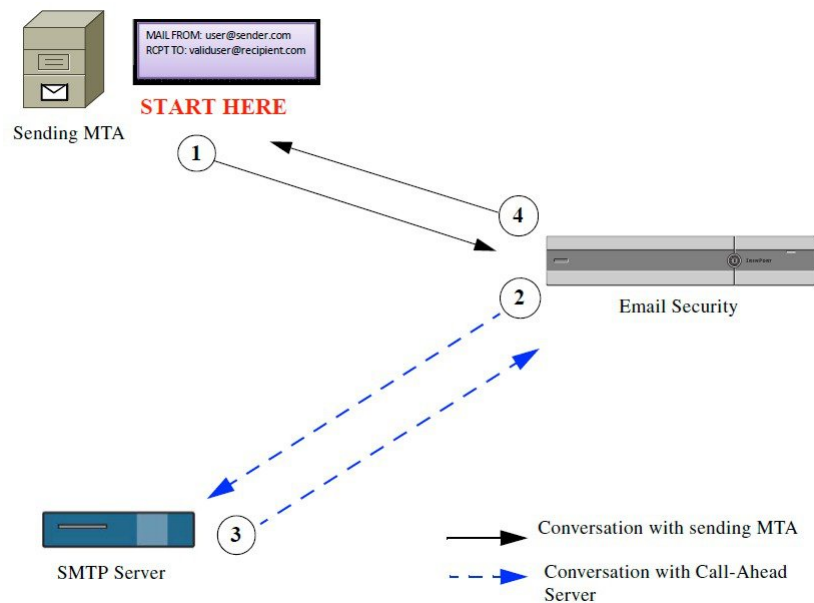 MAIL FROM: user@sender.com
RCPT TO: validuser@recipient.com
START HERE
Sending MTA
1
4
2
Email Security
3
SMTP Server
Conversation with sending MTA
Conversation with Call-Ahead
Server